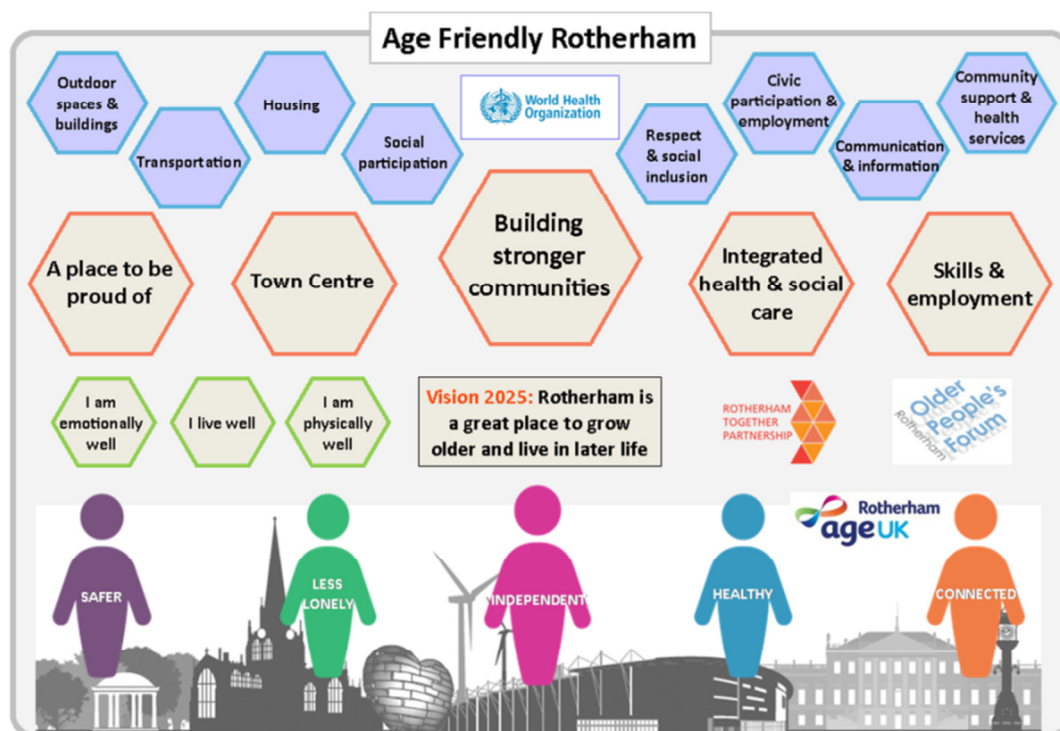 Age Friendly Rotherham
Outdoor
spaces &
buildings
Transportation
Housing
Social
participation
World Health
Organization
Respect
& social
inclusion
Civic
participation &
employment
Communication
& information
Community
support &
health
services
A place to be
proud of
Town Centre
Building
stronger
communities
Integrated
health & social
care
Skills &
employment
I am
emotionally
well
I live well
I am
physically
well
Vision 2025: Rotherham is
a great place to grow
older and live in later life
ROTHERHAM
TOGETHER
PARTNERSHIP
Older
People's
Forum
Rotherham
Rotherham
age UK
SAFER
LESS
LONELY
INDEPENDENT
HEALTHY
CONNECTED